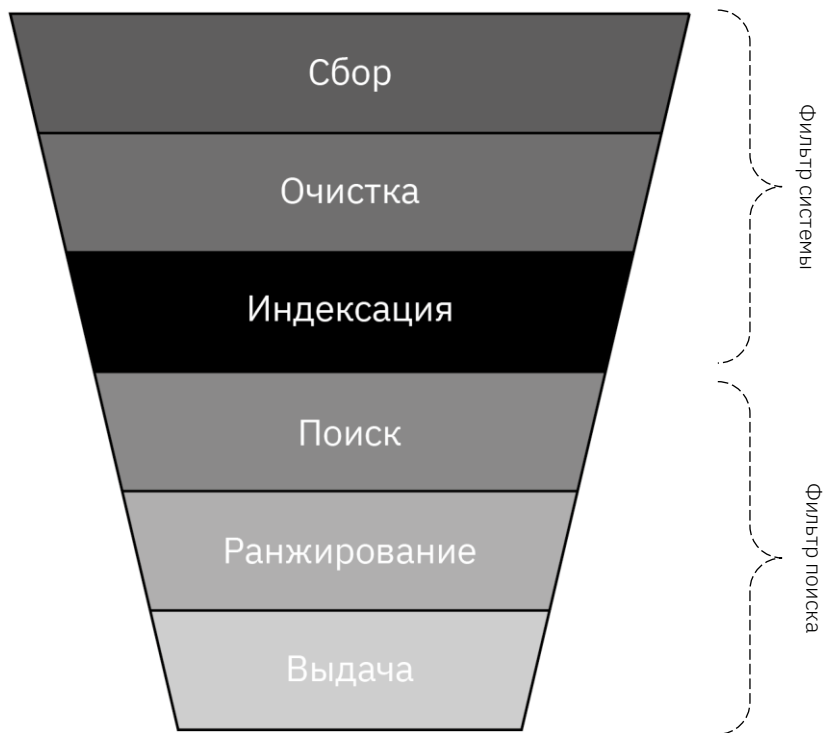 Сбор
Очистка
Индексация
Поиск
Ранжирование
Выдача
Фильтр системы
Фильтр поиска